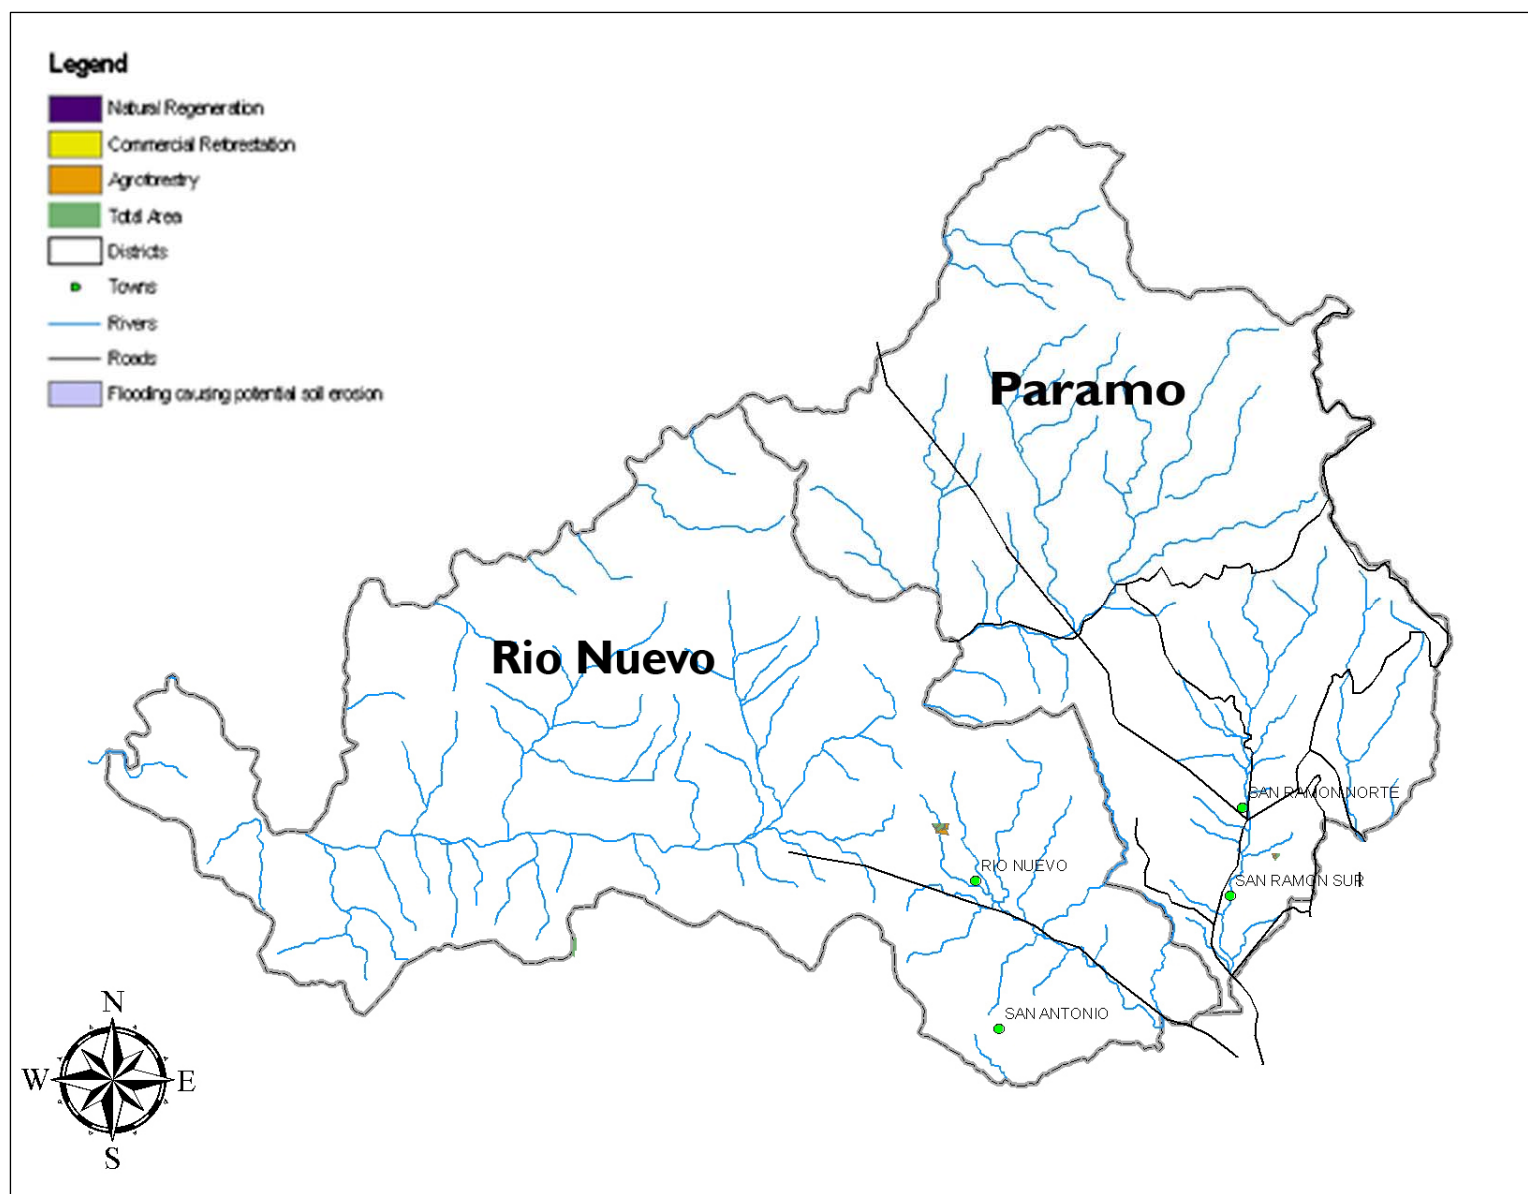 Legend
Natural Regeneration
Commercial Reforestation
Agroforestry
Total Area
Districts
Towns
Rivers
Roads
Flooding causing potential soil erosion
Paramo
Rio Nuevo
SAN RAMON NORTE
RIO NUEVO
SAN RAMON SUR
SAN ANTONIO
N
W E
S